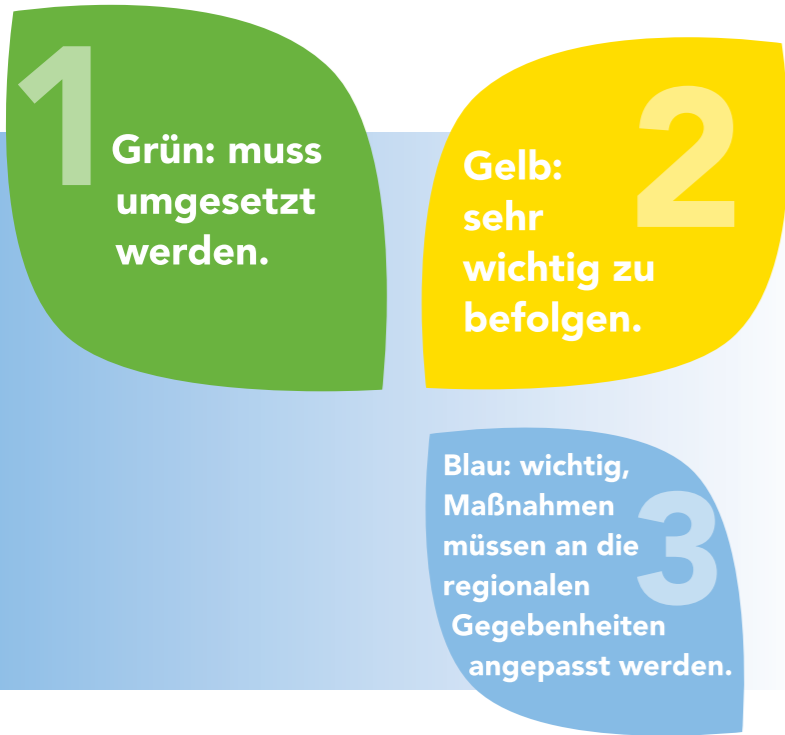 1
Grün: muss
umgesetzt
werden.
2
Gelb:
sehr
wichtig zu
befolgen.
3
Blau: wichtig,
Maßnahmen
müssen an die
regionalen
Gegebenheiten
angepasst werden.